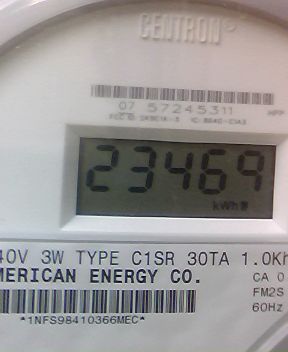 CENTRON®
07 57245311
23469
kWh
40V 3W TYPE C1SR 30TA 1.0Kh
MERICAN ENERGY CO.
CA 0
FM2S
60Hz
*1NFS98410366MEC*